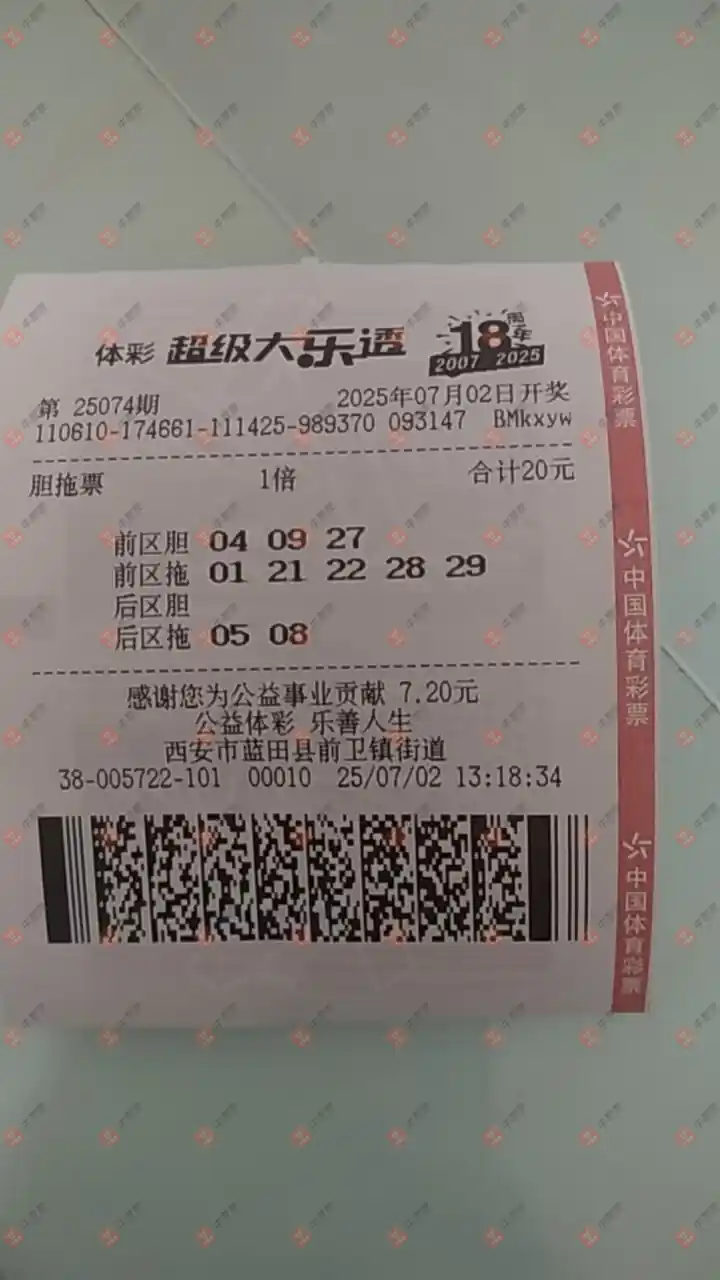 体彩 超级大乐透 18周年 2007 2025
第 25074期 2025年07月02日开奖
110610-174661-111425-989370 093147 BMkxyw
胆拖票 1倍 合计20元
前区胆 04 09 27
前区拖 01 21 22 28 29
后区胆
后区拖 05 08
感谢您为公益事业贡献 7.20元
公益体彩 乐善人生
西安市蓝田县前卫镇街道
38-005722-101 00010 25/07/02 13:18:34
中国体育彩票
中国体育彩票
中国体育彩票